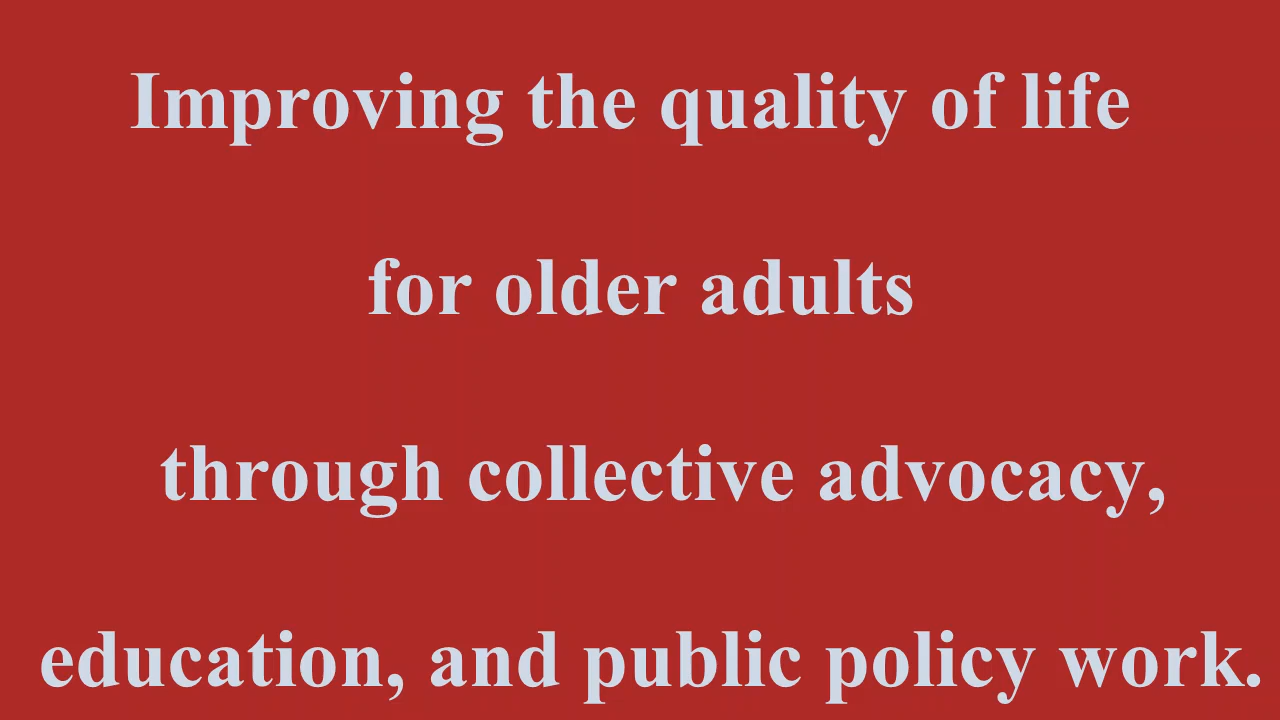 Improving the quality of life
for older adults
through collective advocacy,
education, and public policy work.